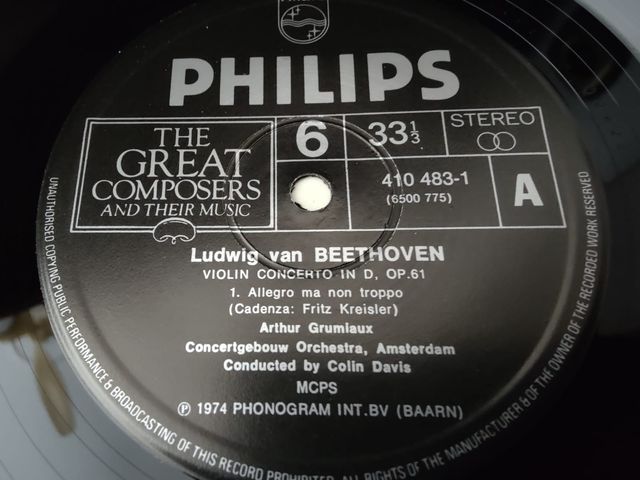 PHILIPS
THE
GREAT
COMPOSERS
AND THEIR MUSIC
6
33⅓
STEREO
410 483-1
(6500 775)
A
Ludwig van BEETHOVEN
VIOLIN CONCERTO IN D, OP.61
1. Allegro ma non troppo
(Cadenza: Fritz Kreisler)
Arthur Grumiaux
Concertgebouw Orchestra, Amsterdam
Conducted by Colin Davis
MCPS
℗ 1974 PHONOGRAM INT.BV (BAARN)
UNAUTHORISED COPYING PUBLIC PERFORMANCE & BROADCASTING OF THIS RECORD PROHIBITED. ALL RIGHTS OF THE MANUFACTURER & OF THE OWNER OF THE RECORDED WORK RESERVED